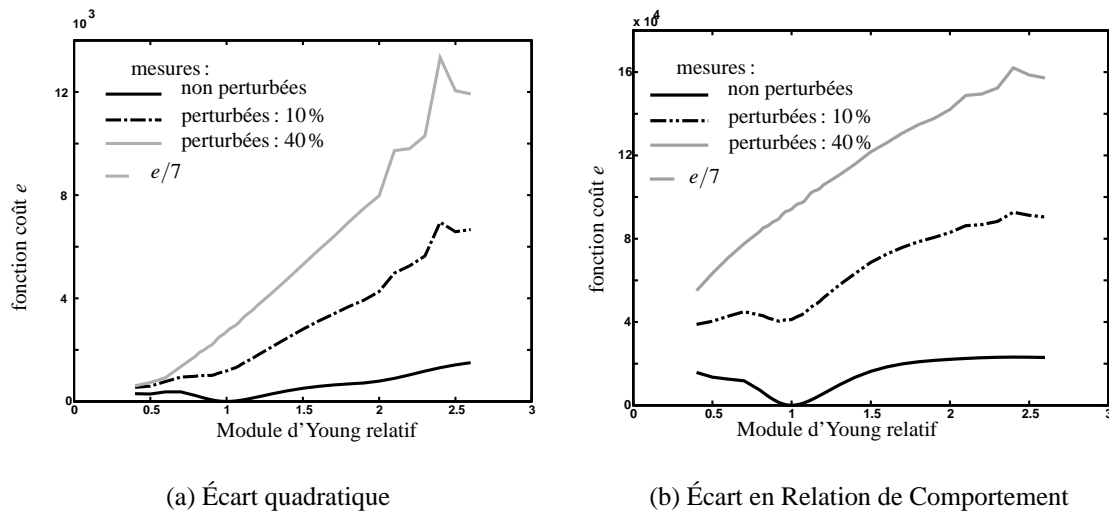 10 3
mesures :
non perturbées
perturbées : 10%
perturbées : 40%
e/7
fonction coût e
12
8
4
0
0
0.5
1
1.5
2
2.5
3
Module d'Young relatif
(a) Écart quadratique
x 10 4
mesures :
non perturbées
perturbées : 10%
perturbées : 40%
e/7
fonction coût e
16
12
8
4
0
0.5
1
1.5
2
2.5
3
Module d'Young relatif
(b) Écart en Relation de Comportement